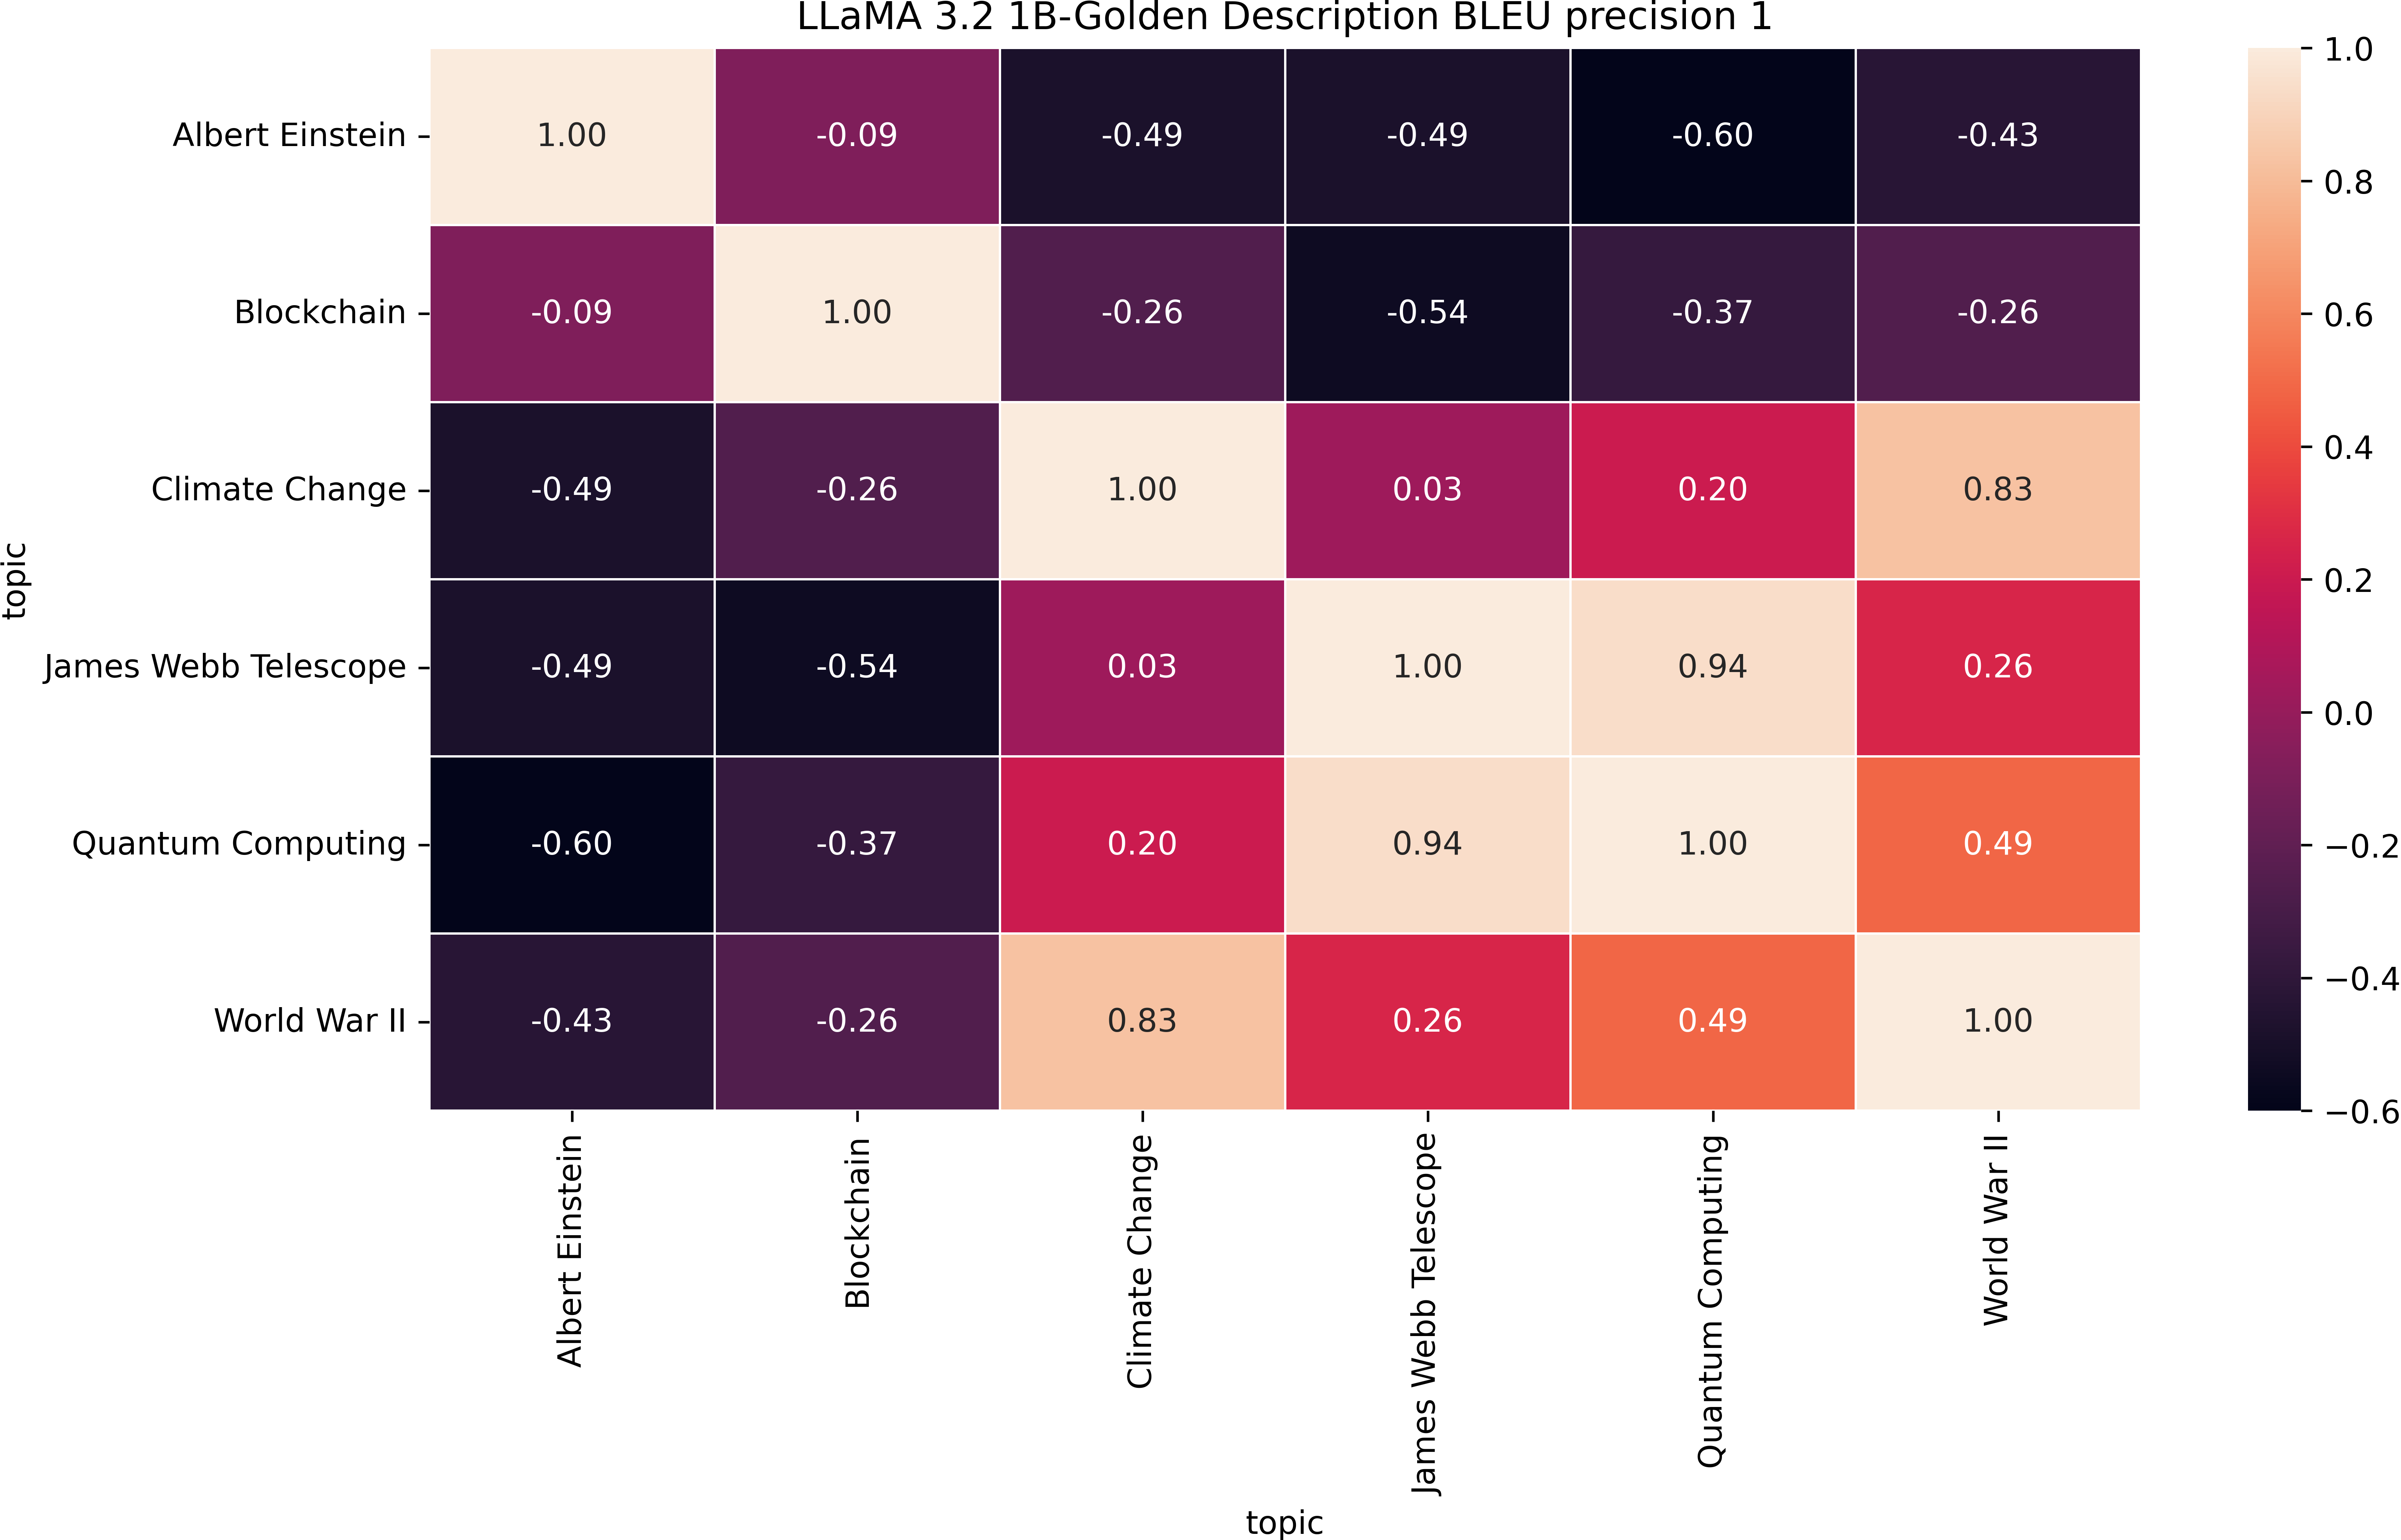 LLaMA 3.2 1B-Golden Description BLEU precision 1
topic
Albert Einstein 1.00 -0.09 -0.49 -0.49 -0.60 -0.43
Blockchain -0.09 1.00 -0.26 -0.54 -0.37 -0.26
Climate Change -0.49 -0.26 1.00 0.03 0.20 0.83
James Webb Telescope -0.49 -0.54 0.03 1.00 0.94 0.26
Quantum Computing -0.60 -0.37 0.20 0.94 1.00 0.49
World War II -0.43 -0.26 0.83 0.26 0.49 1.00
Albert Einstein
Blockchain
Climate Change
James Webb Telescope
Quantum Computing
World War II
topic
1.0
0.8
0.6
0.4
0.2
0.0
−0.2
−0.4
−0.6